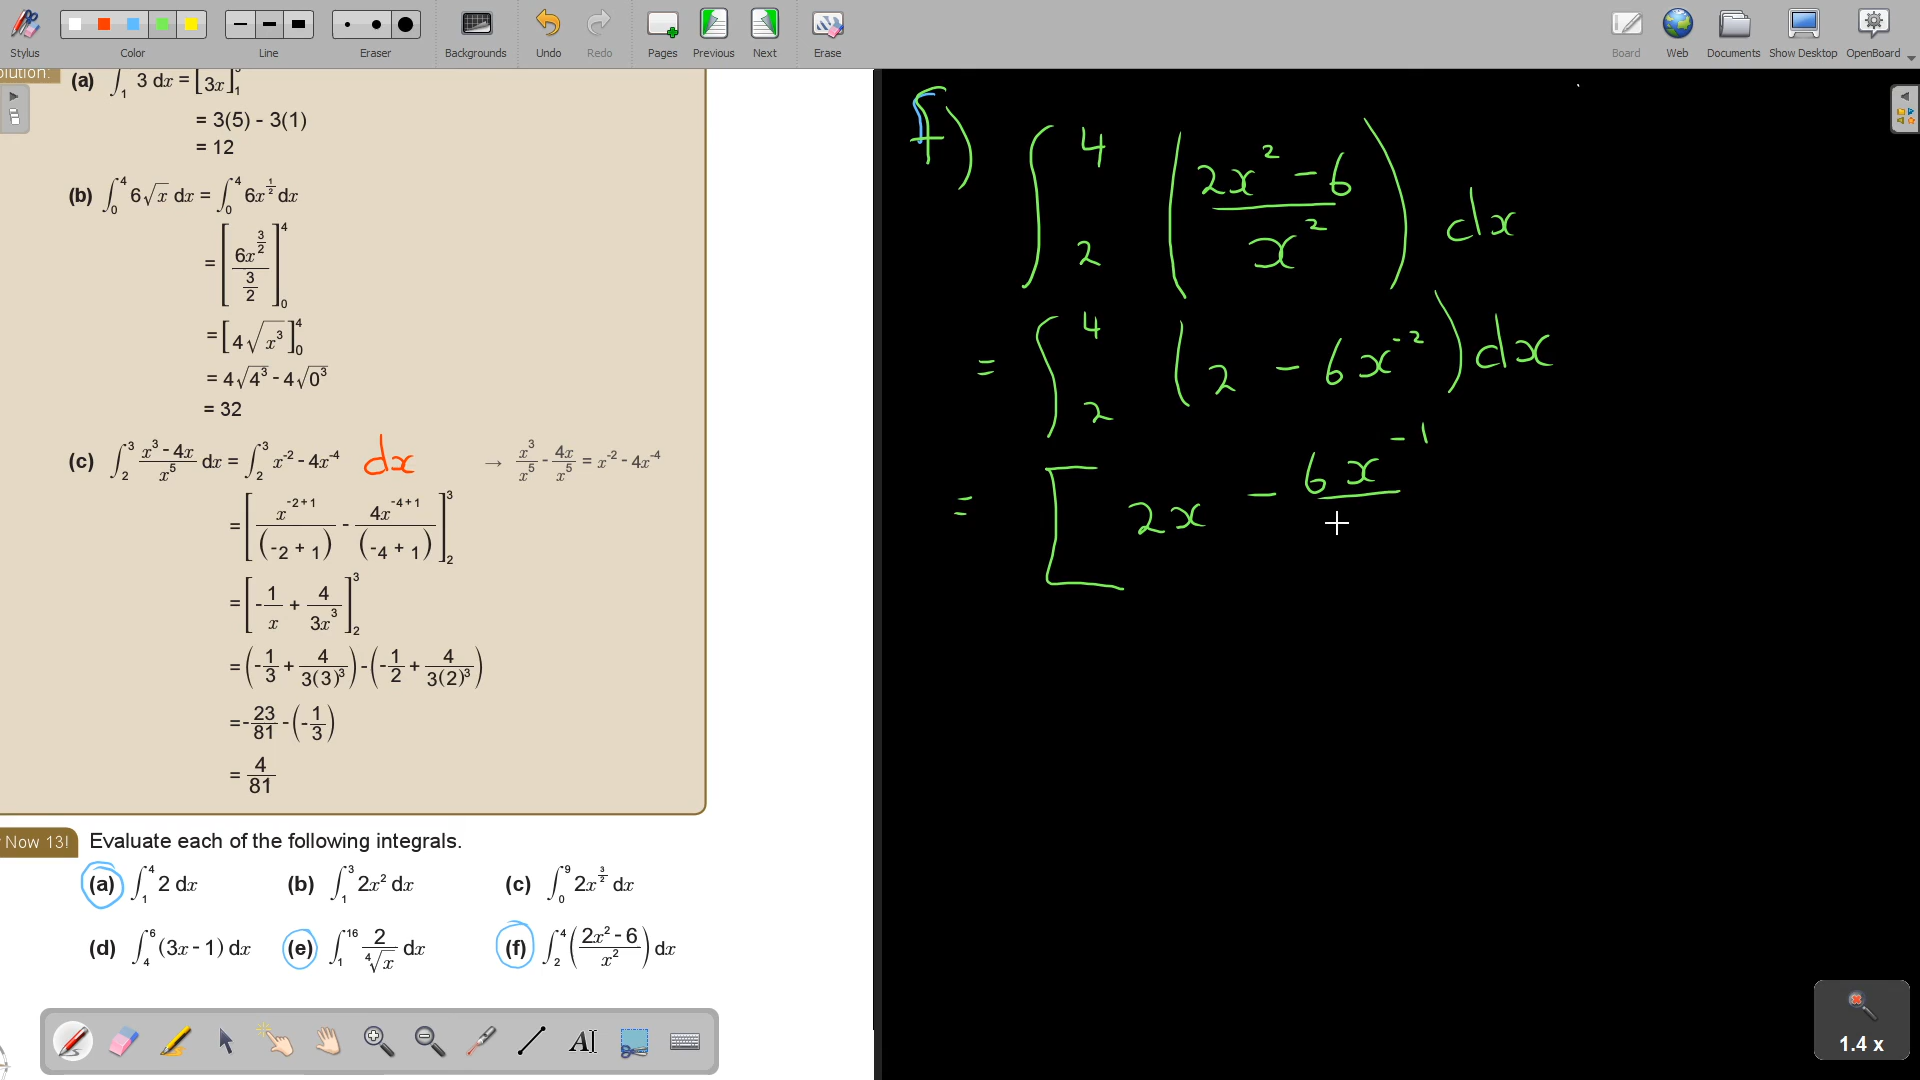 Stylus Color Line Eraser Backgrounds Undo Redo Pages Previous Next Erase Board Web Documents Show Desktop OpenBoard
(a) ∫₁ 3 dx = [3x]₁
= 3(5) - 3(1)
= 12
(b) ∫₀⁴ 6√x dx = ∫₀⁴ 6x^(1/2) dx
= [6x^(3/2) / (3/2)]₀⁴
= [4√x³]₀⁴
= 4√4³ - 4√0³
= 32
(c) ∫₂³ (x³ - 4x)/x⁵ dx = ∫₂³ x⁻² - 4x⁻⁴ dx → x³/x⁵ - 4x/x⁵ = x⁻² - 4x⁻⁴
= [x^(-2+1)/(-2 + 1) - 4x^(-4+1)/(-4 + 1)]₂³
= [-1/x + 4/(3x³)]₂³
= (-1/3 + 4/(3(3)³)) - (-1/2 + 4/(3(2)³))
= -23/81 - (-1/3)
= 4/81
Now 13! Evaluate each of the following integrals.
(a) ∫₁⁴ 2 dx (b) ∫₁³ 2x² dx (c) ∫₀⁹ 2x^(3/2) dx
(d) ∫₄⁶ (3x - 1) dx (e) ∫₁¹⁶ 2/⁴√x dx (f) ∫₂⁴ ((2x² - 6)/x²) dx
f) ∫₂⁴ ((2x² - 6)/x²) dx
= ∫₂⁴ (2 - 6x⁻²) dx
= [2x - 6x⁻¹
1.4 x